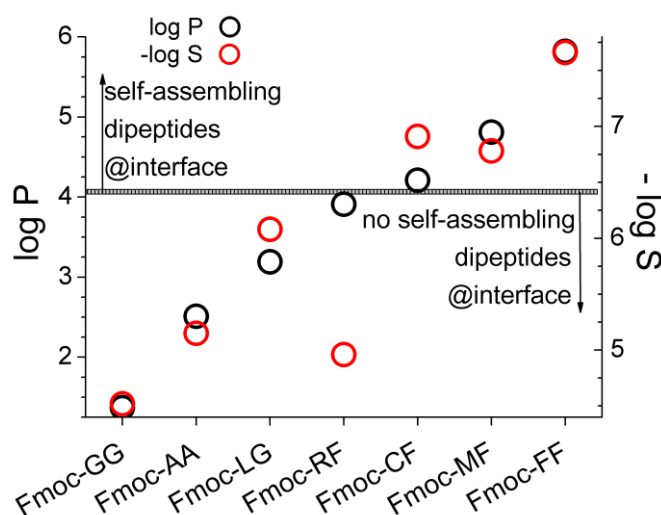 log P
-log S
6
5
4
3
2
log P
self-assembling
dipeptides
@interface
no self-assembling
dipeptides
@interface
7
6
5
- log S
Fmoc-GG
Fmoc-AA
Fmoc-LG
Fmoc-RF
Fmoc-CF
Fmoc-MF
Fmoc-FF